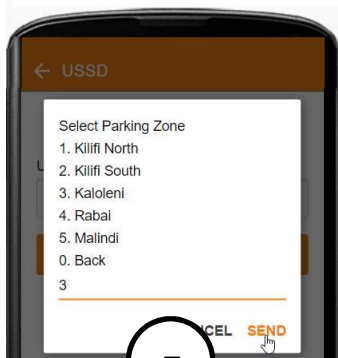 ← USSD
Select Parking Zone
1. Kilifi North
2. Kilifi South
3. Kaloleni
4. Rabai
5. Malindi
0. Back
3
SEND